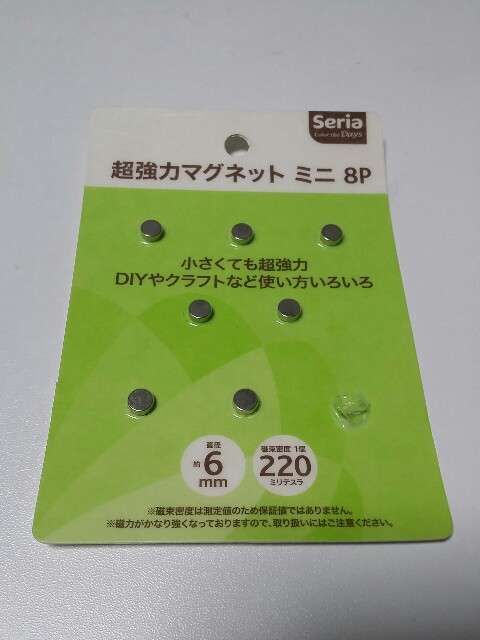 Seria
Color the Days
超強力マグネット ミニ 8P
小さくても超強力
DIYやクラフトなど使い方いろいろ
直径
約6
mm
磁束密度 1個
220
ミリテスラ
※磁束密度は測定値のため保証値ではありません。
※磁力がかなり強くなっておりますので、取り扱いにはご注意ください。